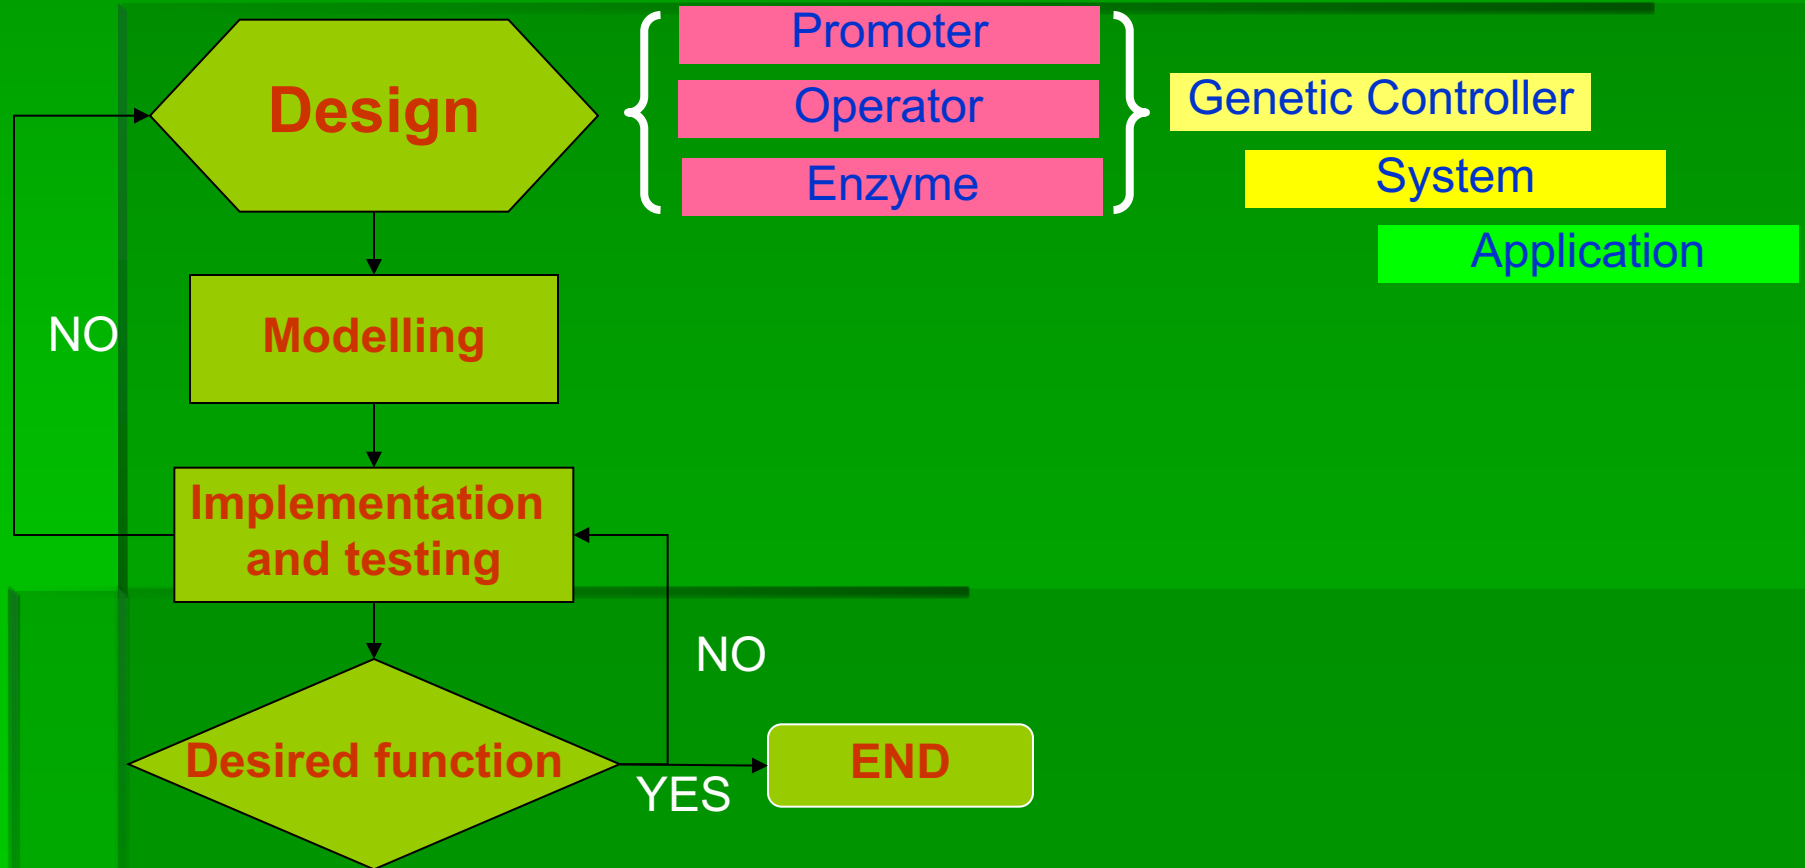 Design
Promoter
Operator
Enzyme
Genetic Controller
System
Application
NO
Modelling
Implementation
and testing
NO
Desired function
YES
END